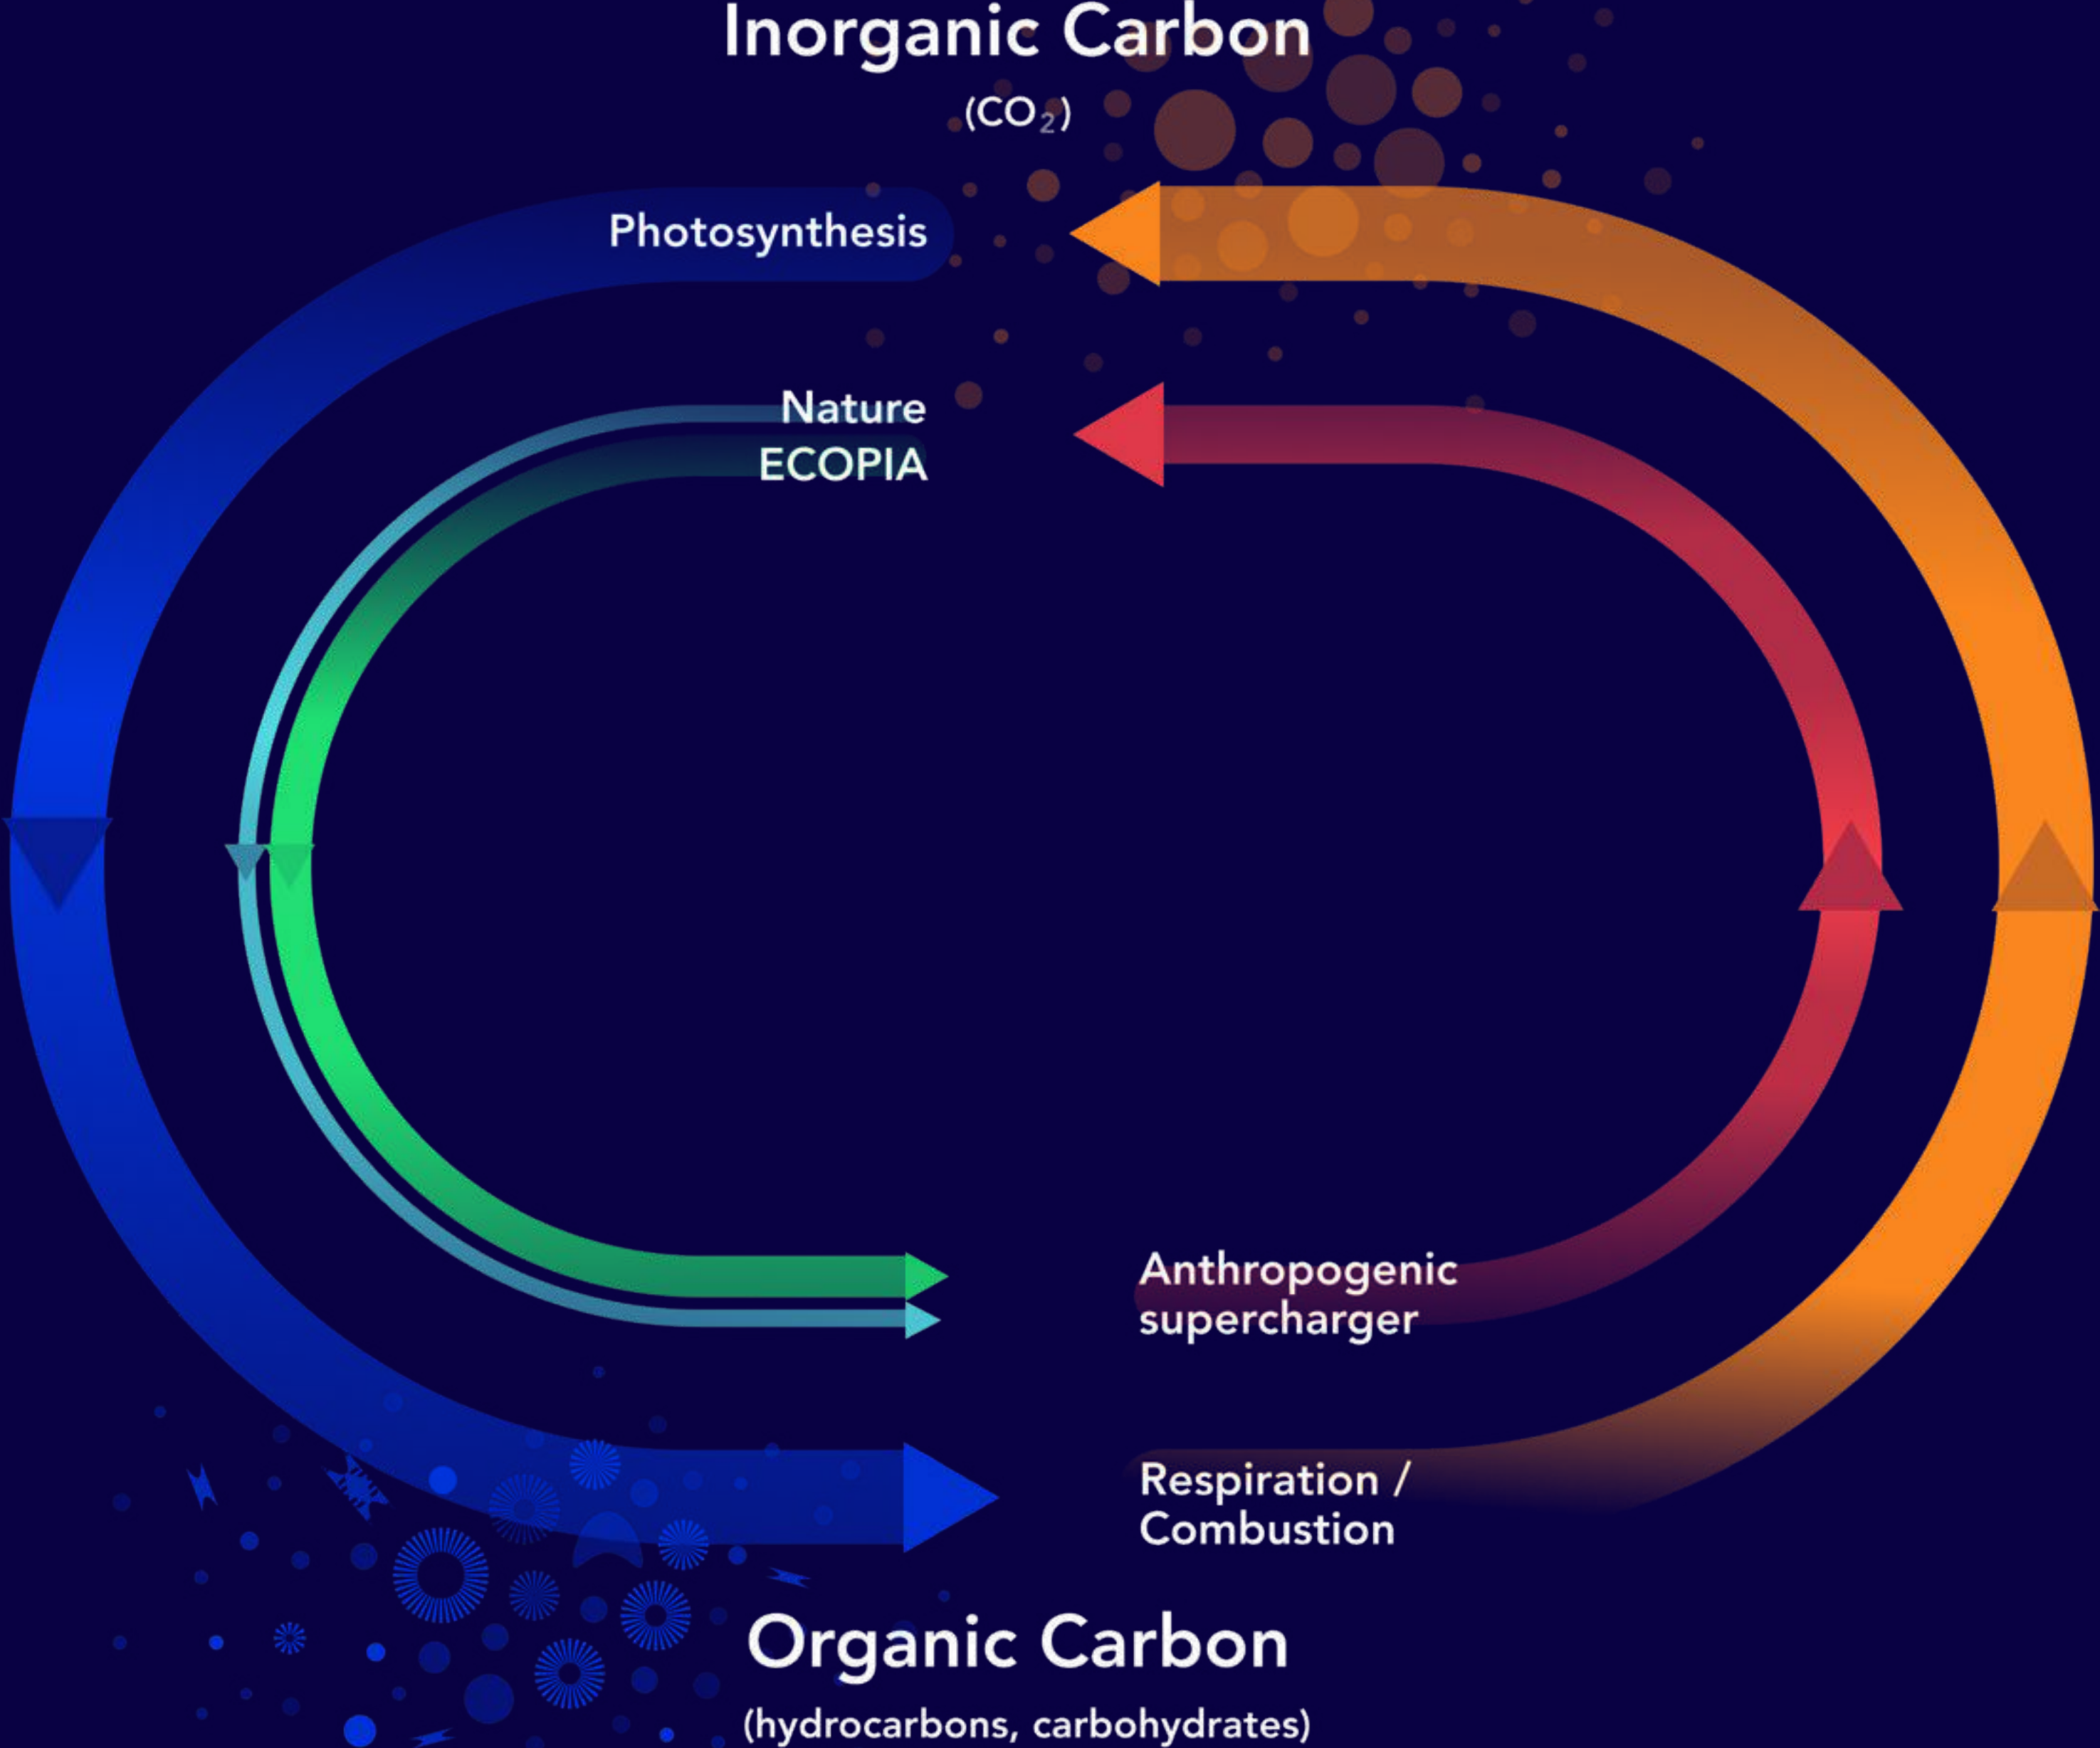 Inorganic Carbon
(CO₂)
Photosynthesis
Nature
ECOPIA
Anthropogenic
supercharger
Respiration /
Combustion
Organic Carbon
(hydrocarbons, carbohydrates)